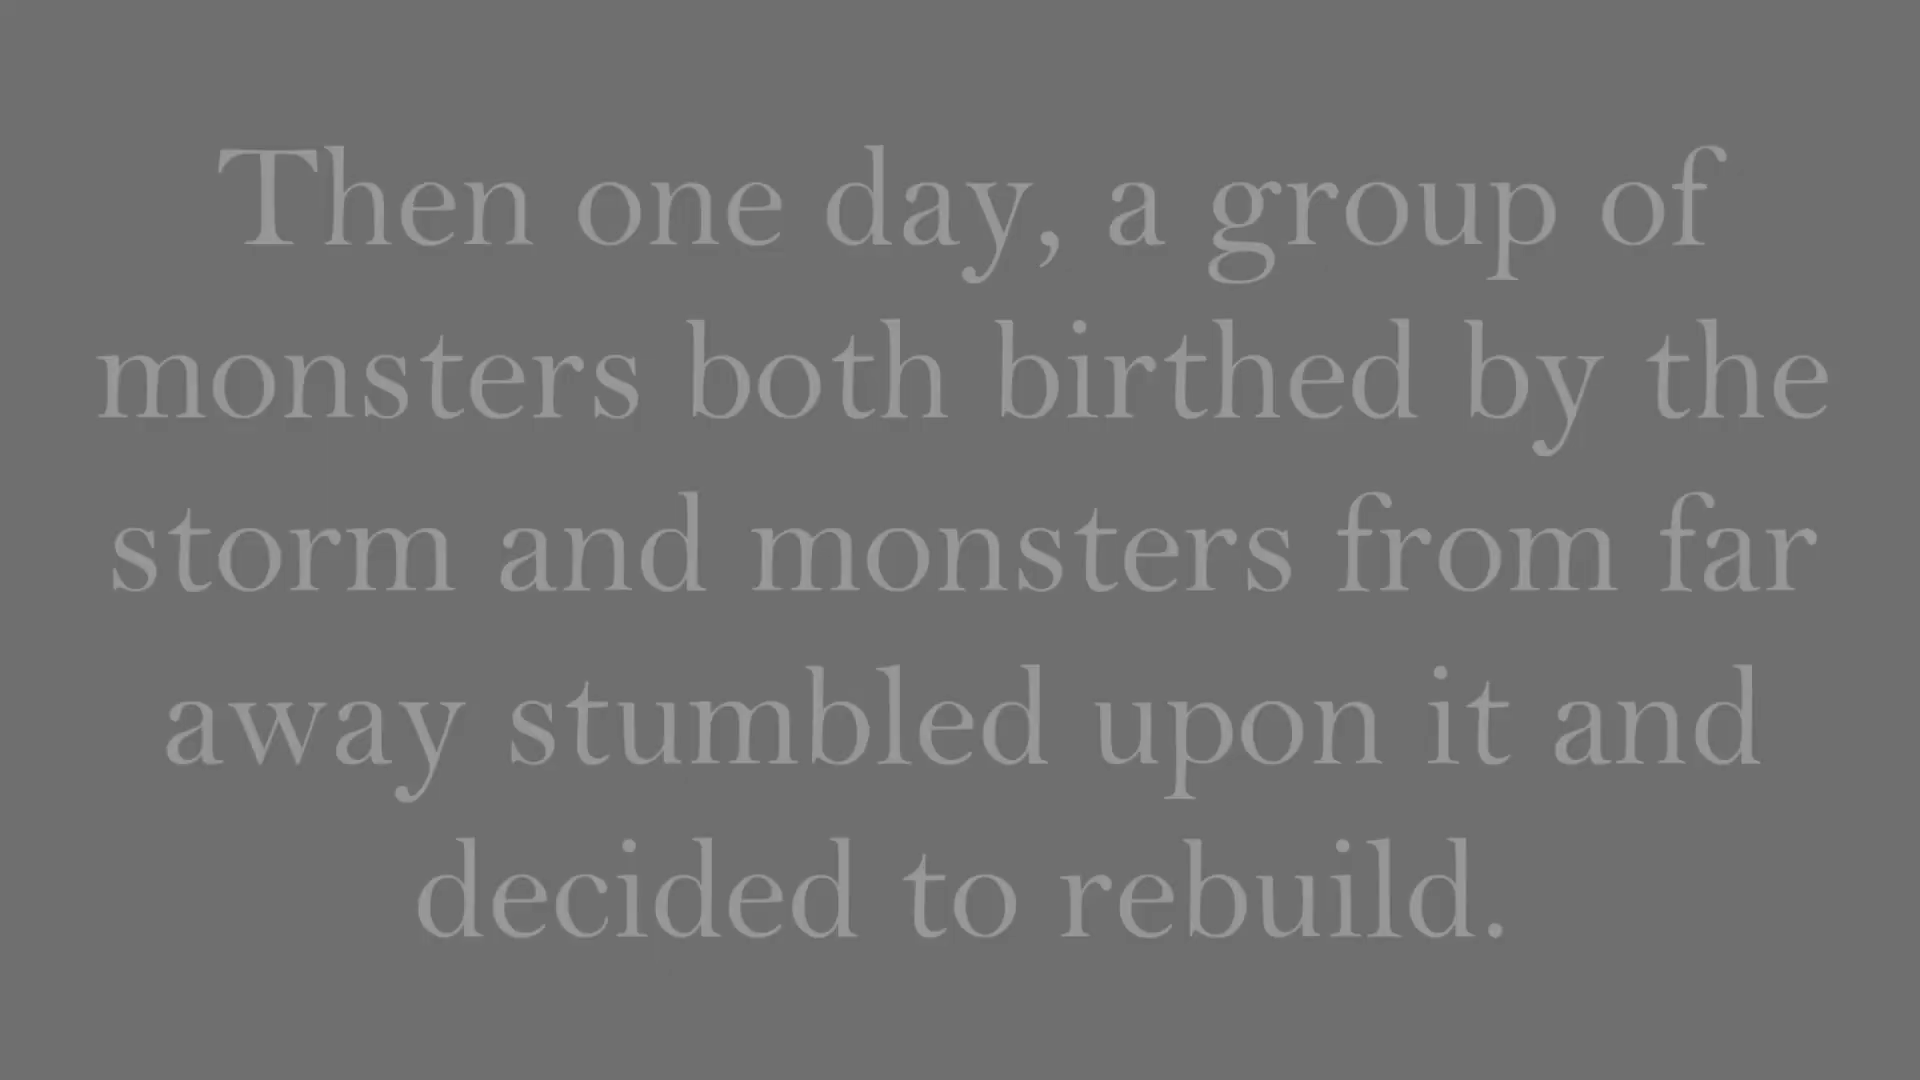 Then one day, a group of
monsters both birthed by the
storm and monsters from far
away stumbled upon it and
decided to rebuild.